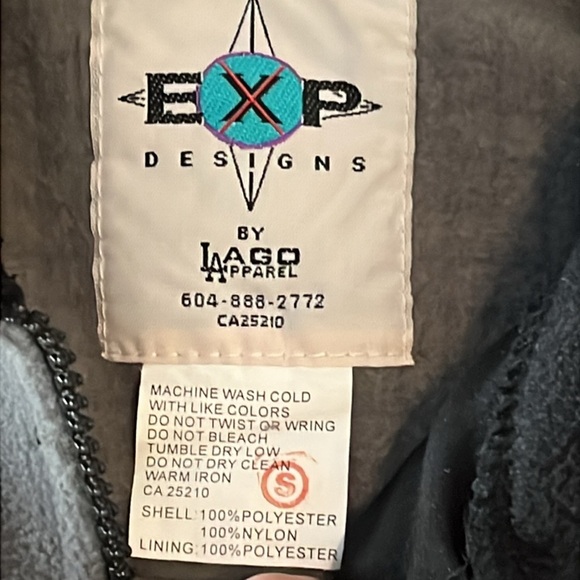 EXP
DESIGNS
BY
LAGO
APPAREL
604-888-2772
CA25210
MACHINE WASH COLD
WITH LIKE COLORS
DO NOT TWIST OR WRING
DO NOT BLEACH
TUMBLE DRY LOW
DO NOT DRY CLEAN
WARM IRON
CA 25210
S
SHELL:100%POLYESTER
100%NYLON
LINING:100%POLYESTER